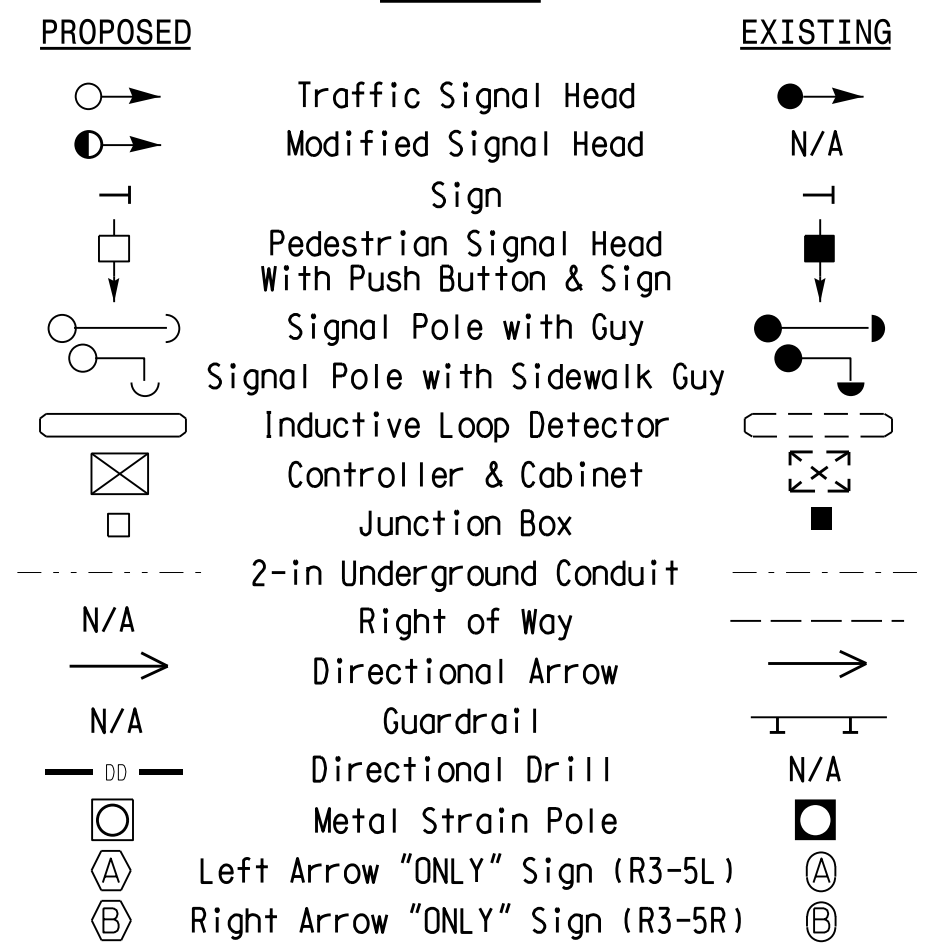 PROPOSED EXISTING
Traffic Signal Head
Modified Signal Head N/A
Sign
Pedestrian Signal Head
With Push Button & Sign
Signal Pole with Guy
Signal Pole with Sidewalk Guy
Inductive Loop Detector
Controller & Cabinet
Junction Box
2-in Underground Conduit
N/A Right of Way
Directional Arrow
N/A Guardrail
DD Directional Drill N/A
Metal Strain Pole
A Left Arrow "ONLY" Sign (R3-5L) A
B Right Arrow "ONLY" Sign (R3-5R) B